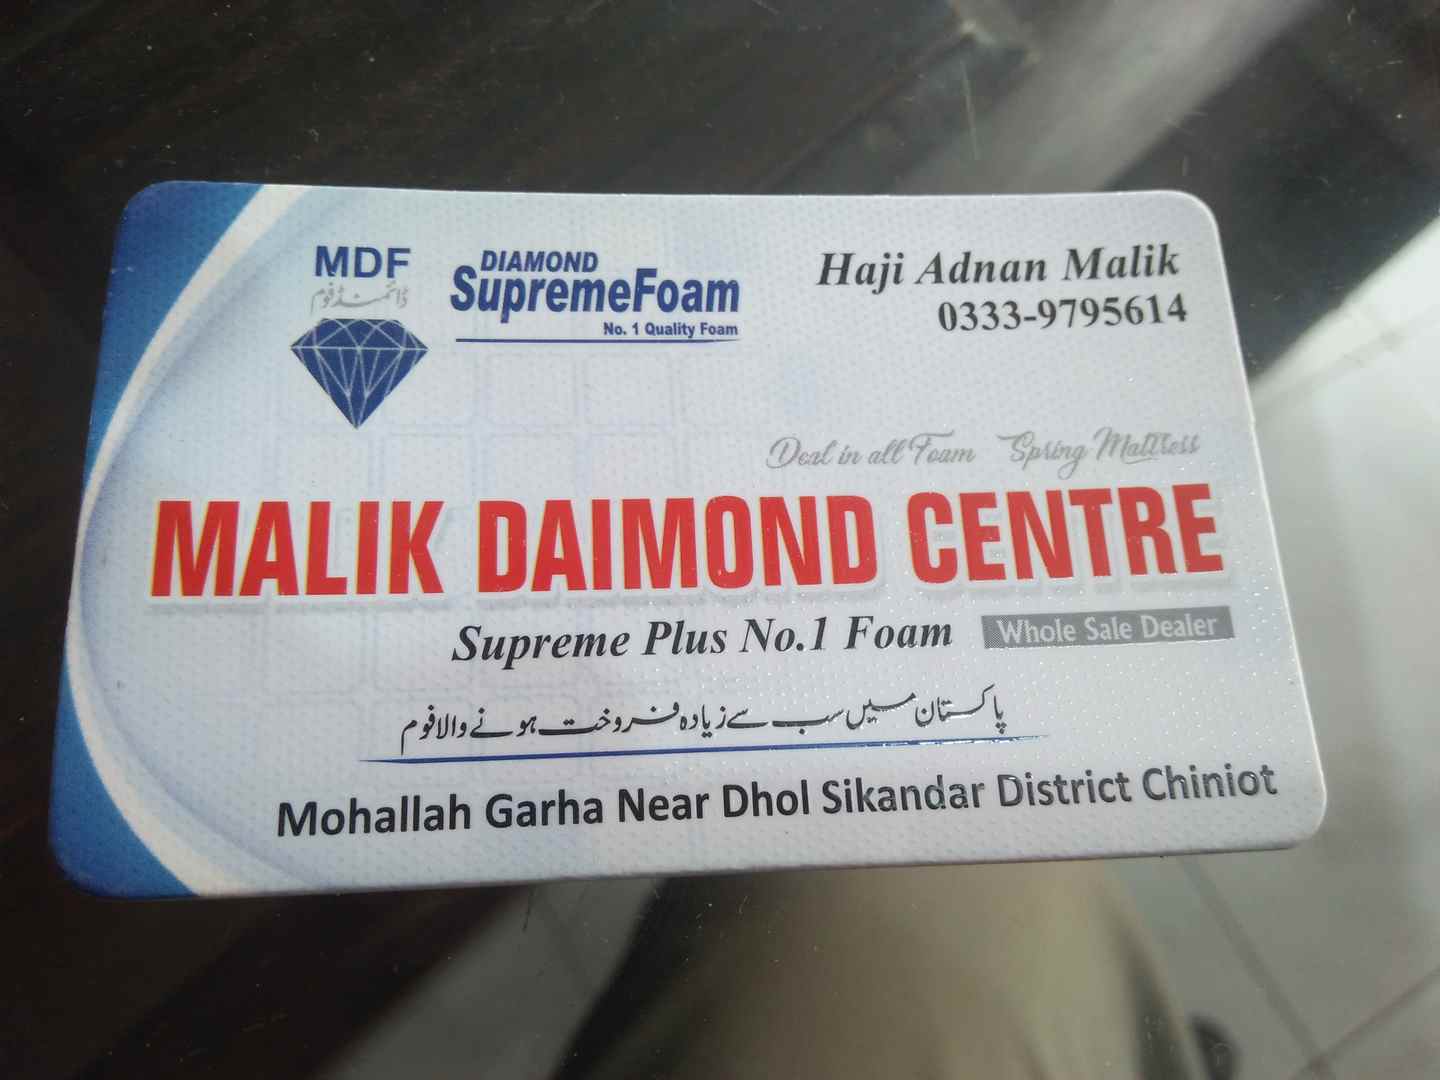 MDF
ڈائمنڈ فوم
DIAMOND
SupremeFoam
No. 1 Quality Foam
Haji Adnan Malik
0333-9795614
Deal in all Foam Spring Mattress
MALIK DAIMOND CENTRE
Supreme Plus No.1 Foam
Whole Sale Dealer
پاکستان میں سب سے زیادہ فروخت ہونے والا فوم
Mohallah Garha Near Dhol Sikandar District Chiniot